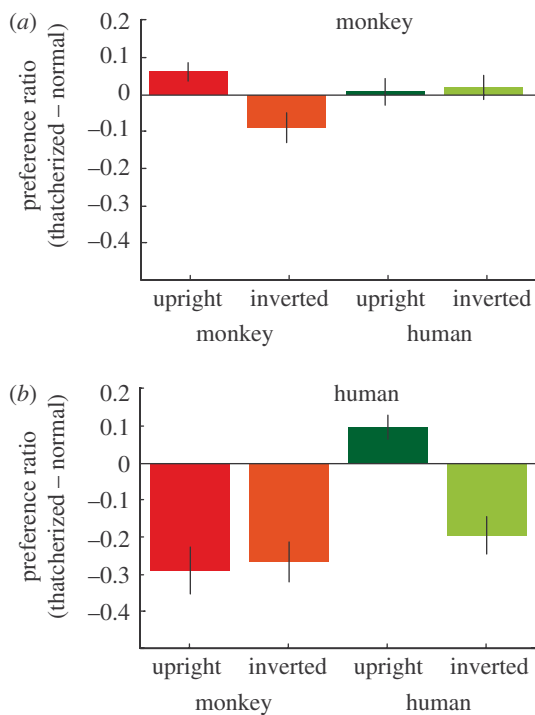 (a)
monkey
preference ratio
(thatcherized – normal)
0.2
0.1
0
–0.1
–0.2
–0.3
–0.4
upright inverted upright inverted
monkey human
(b)
human
preference ratio
(thatcherized – normal)
0.2
0.1
0
–0.1
–0.2
–0.3
–0.4
upright inverted upright inverted
monkey human